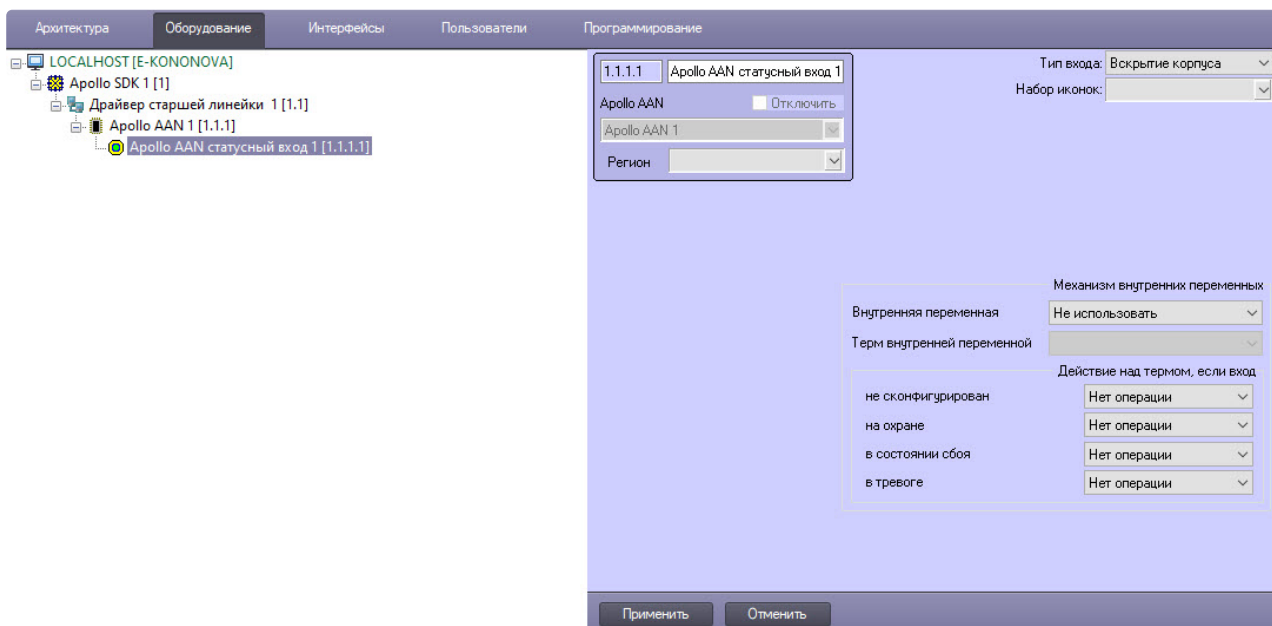 Архитектура Оборудование Интерфейсы Пользователи Программирование
LOCALHOST [E-KONONOVA]
Apollo SDK 1 [1]
Драйвер старшей линейки 1 [1.1]
Apollo AAN 1 [1.1.1]
Apollo AAN статусный вход 1 [1.1.1.1]
1.1.1.1 Apollo AAN статусный вход 1
Apollo AAN Отключить
Apollo AAN 1
Регион
Тип входа: Вскрытие корпуса
Набор иконок:
Механизм внутренних переменных
Внутренняя переменная Не использовать
Терм внутренней переменной
Действие над термом, если вход
не сконфигурирован Нет операции
на охране Нет операции
в состоянии сбоя Нет операции
в тревоге Нет операции
Применить Отменить